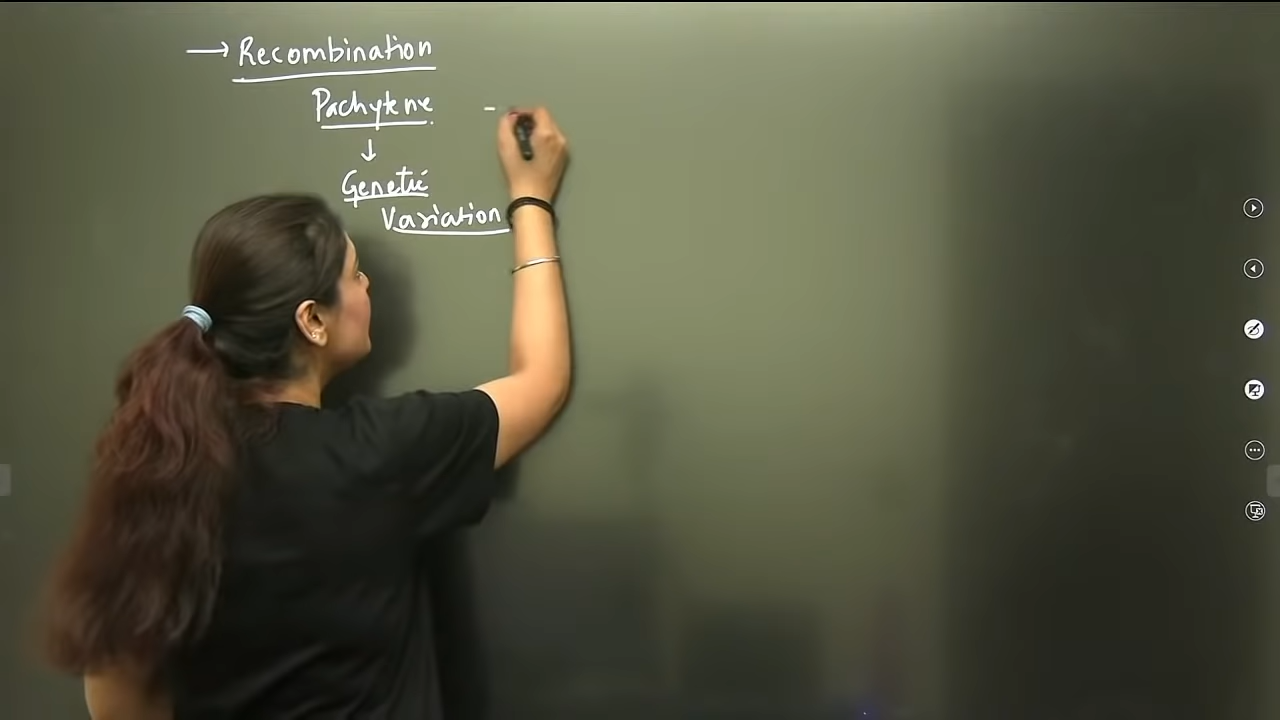 → Recombination
Pachytene
↓
Genetic
Variation
-